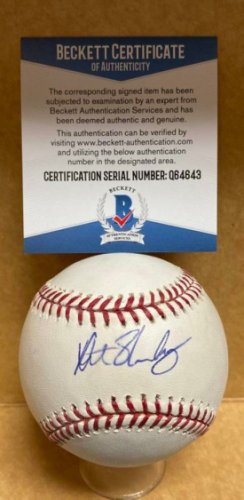 BECKETT CERTIFICATE
OF AUTHENTICITY
The corresponding signed item has been
subjected to examination by an expert from
Beckett Authentication Services and has
been deemed authentic and genuine.
This authentication can be verified by
visiting www.beckett-authentication.com
and utilizing the below authentication
number in the designated area.
CERTIFICATION SERIAL NUMBER: Q64643
BECKETT
B
AUTHENTICATION
SERVICES